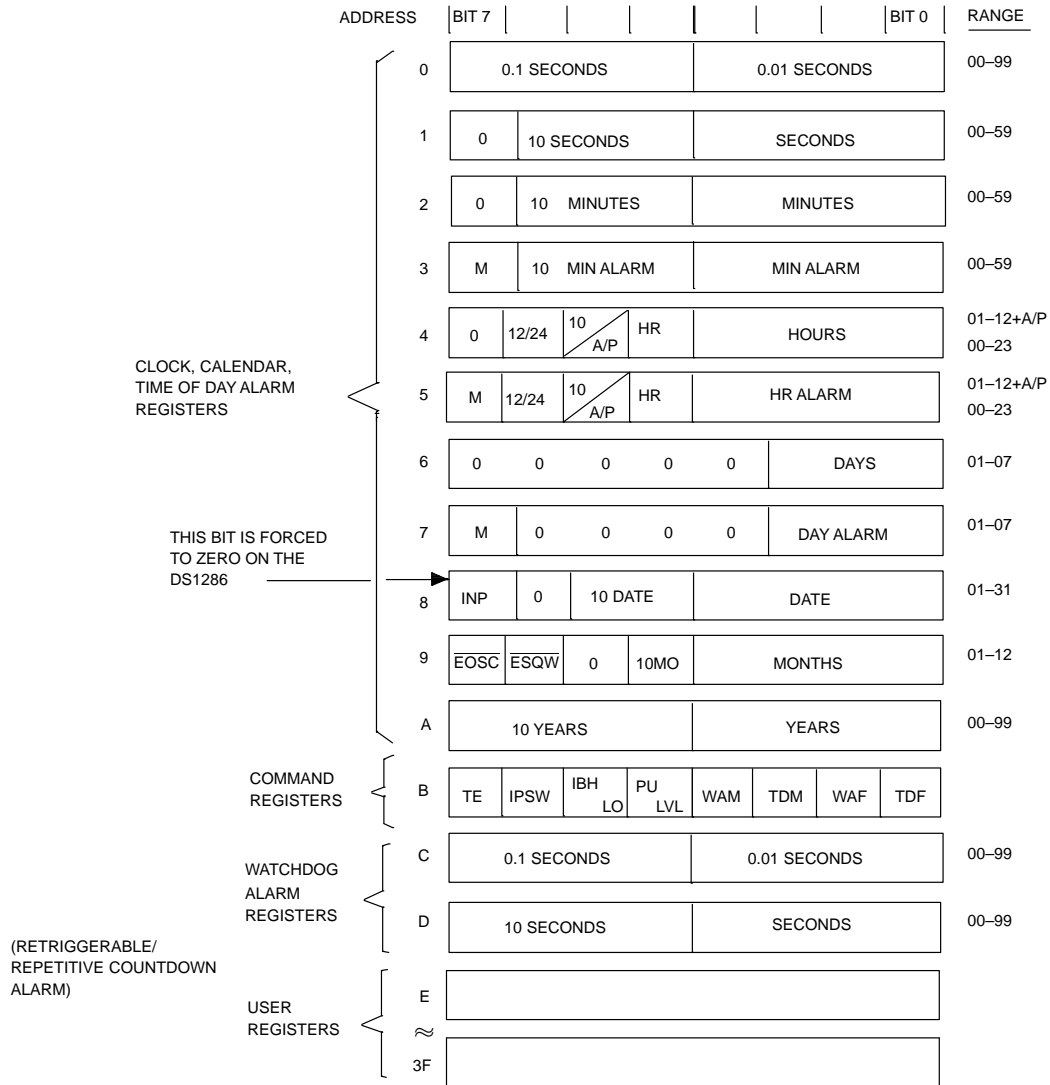 ADDRESS BIT 7 BIT 0 RANGE
0 0.1 SECONDS 0.01 SECONDS 00–99
1 0 10 SECONDS SECONDS 00–59
2 0 10 MINUTES MINUTES 00–59
3 M 10 MIN ALARM MIN ALARM 00–59
4 0 12/24 10 A/P HR HOURS 01–12+A/P 00–23
CLOCK, CALENDAR,
TIME OF DAY ALARM
REGISTERS
5 M 12/24 10 A/P HR HR ALARM 01–12+A/P 00–23
6 0 0 0 0 0 DAYS 01–07
7 M 0 0 0 0 DAY ALARM 01–07
THIS BIT IS FORCED
TO ZERO ON THE
DS1286
8 INP 0 10 DATE DATE 01–31
9 EOSC ESQW 0 10MO MONTHS 01–12
A 10 YEARS YEARS 00–99
COMMAND
REGISTERS
B TE IPSW IBH LO PU LVL WAM TDM WAF TDF
C 0.1 SECONDS 0.01 SECONDS 00–99
WATCHDOG
ALARM
REGISTERS
D 10 SECONDS SECONDS 00–99
(RETRIGGERABLE/
REPETITIVE COUNTDOWN
ALARM)
USER
REGISTERS
E
≈
3F